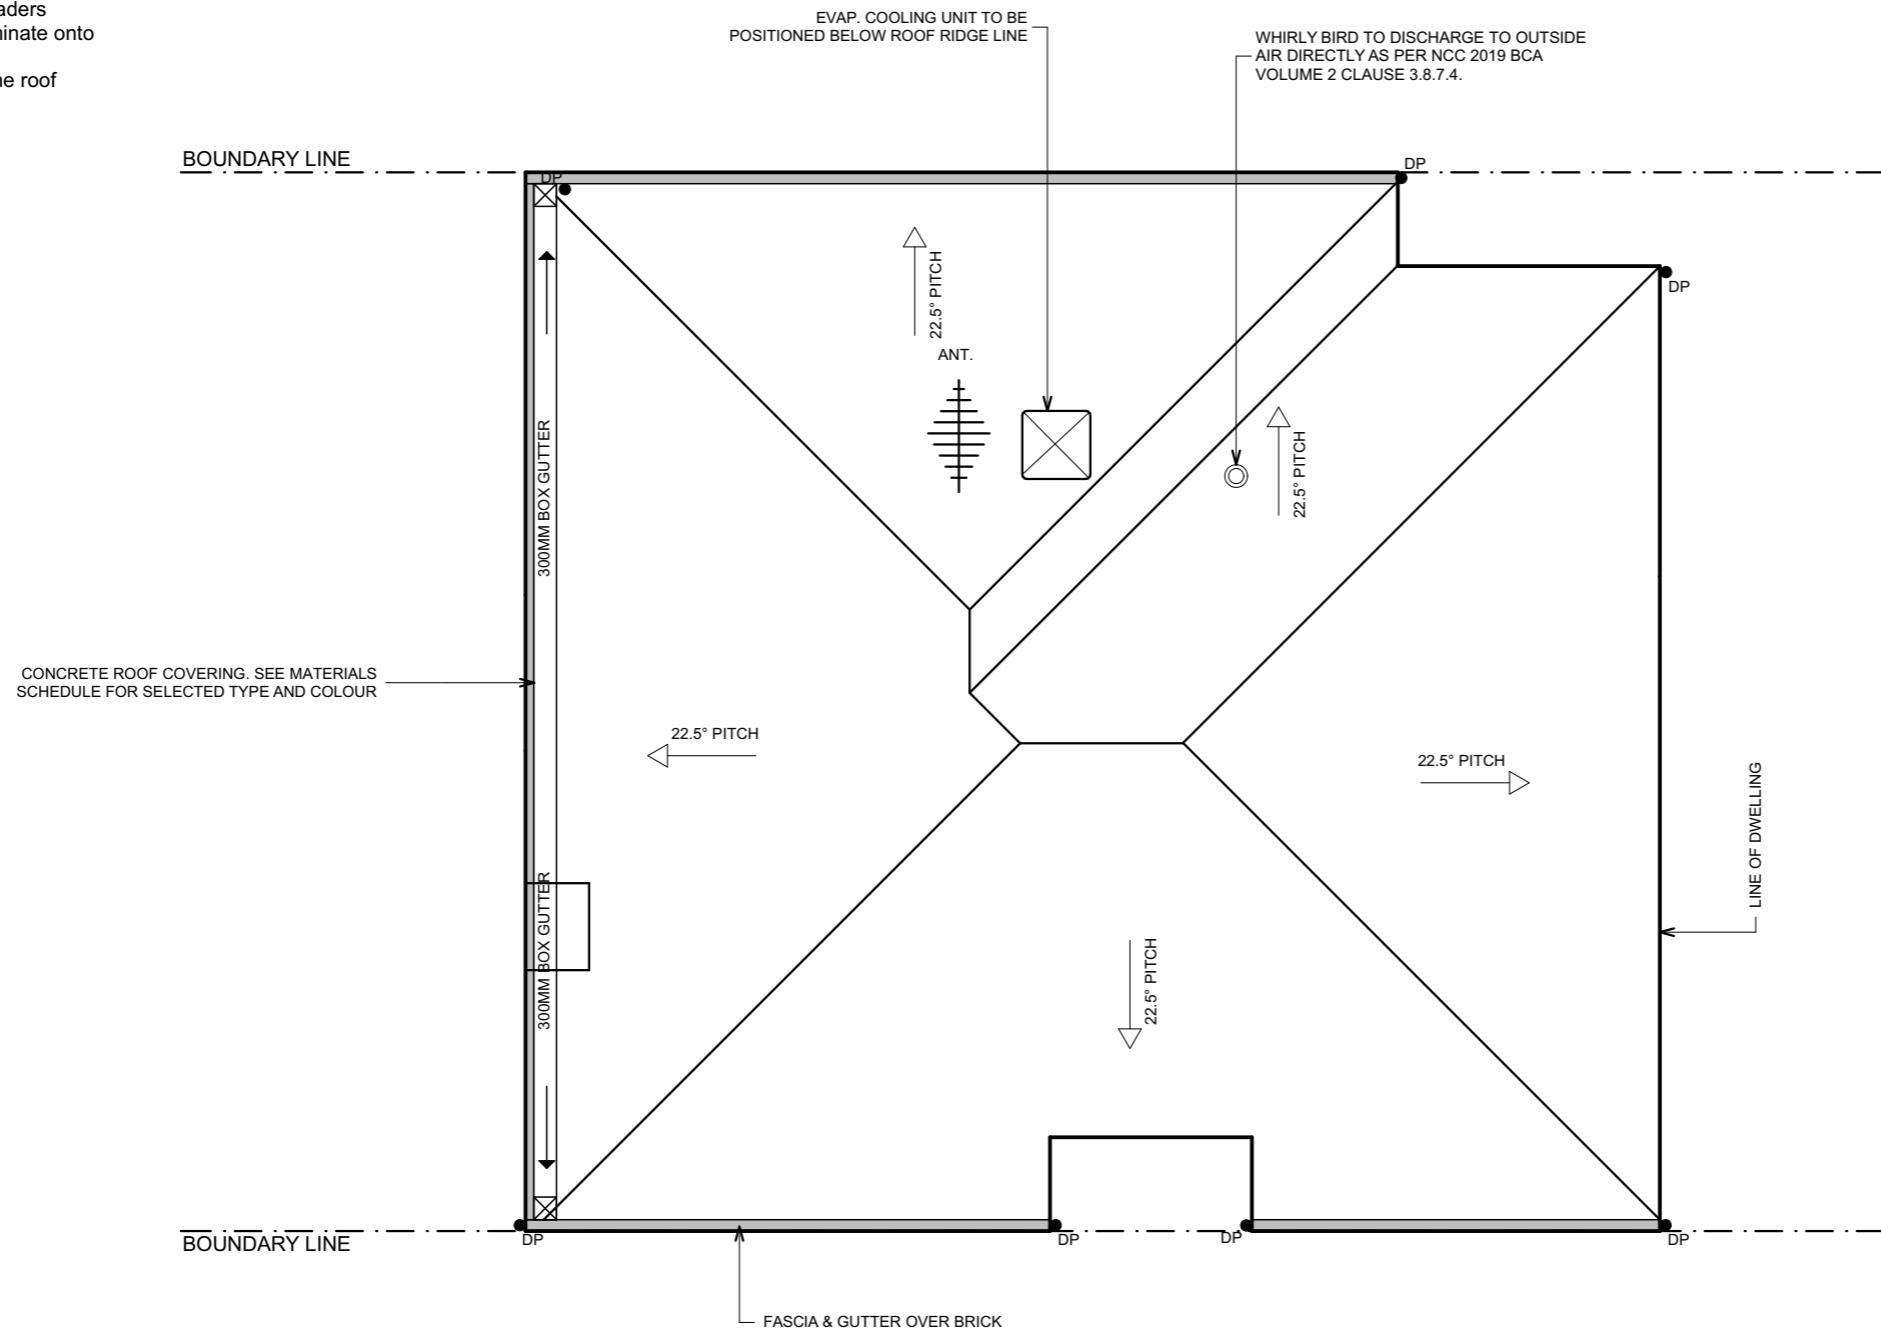 aders
ninate onto
ne roof
EVAP. COOLING UNIT TO BE
POSITIONED BELOW ROOF RIDGE LINE
WHIRLY BIRD TO DISCHARGE TO OUTSIDE
AIR DIRECTLY AS PER NCC 2019 BCA
VOLUME 2 CLAUSE 3.8.7.4.
BOUNDARY LINE
DP
DP
DP
22.5° PITCH
ANT.
300MM BOX GUTTER
22.5° PITCH
CONCRETE ROOF COVERING. SEE MATERIALS
SCHEDULE FOR SELECTED TYPE AND COLOUR
22.5° PITCH
22.5° PITCH
LINE OF DWELLING
300MM BOX GUTTER
22.5° PITCH
BOUNDARY LINE
DP
DP
DP
DP
FASCIA & GUTTER OVER BRICK